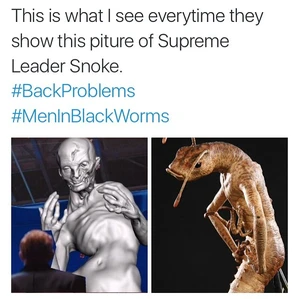 This is what I see everytime they
show this piture of Supreme
Leader Snoke.
#BackProblems
#MenInBlackWorms